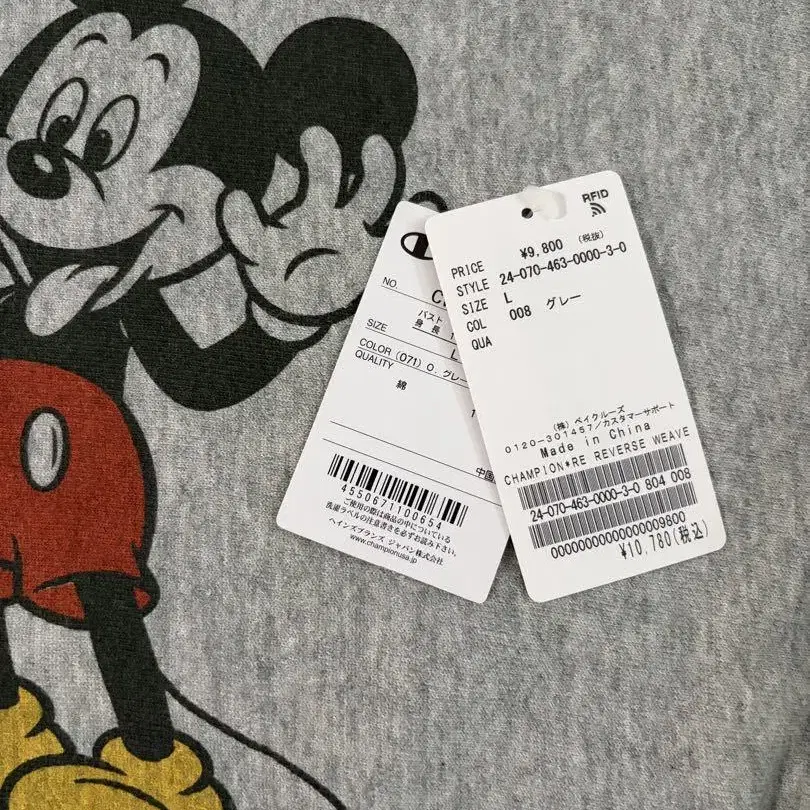 NO.
バスト
身長
SIZE
L
COLOR (071) O. グレー
QUALITY
綿
中国
4550671100654
ご使用の際は商品の中についている
洗濯ラベルの注意書きを必ずお読み下さい。
ヘインズブランズ ジャパン株式会社
www.championusa.jp
RFID
PRICE ¥9,800 (税抜)
STYLE 24-070-463-0000-3-0
SIZE L
COL 008 グレー
QUA
(株) ベイクルーズ
0120-301457/カスタマーサポート
Made in China
CHAMPION*RE REVERSE WEAVE
24-070-463-0000-3-0 804 008
0000000000000000009800
¥10,780(税込)